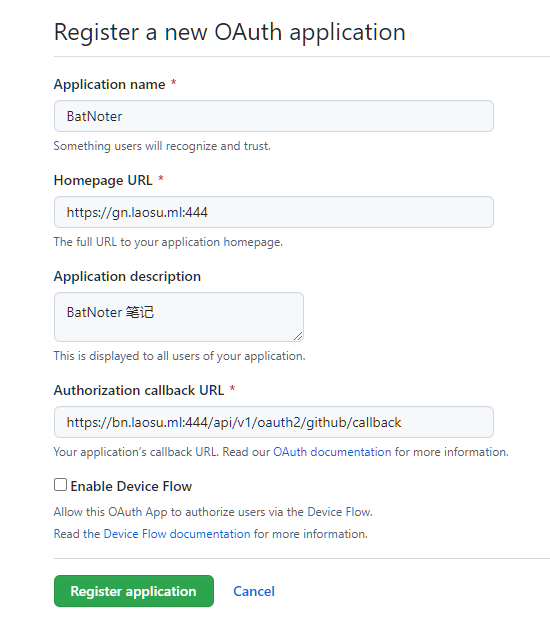 Register a new OAuth application
Application name *
BatNoter
Something users will recognize and trust.
Homepage URL *
https://gn.laosu.ml:444
The full URL to your application homepage.
Application description
BatNoter 笔记
This is displayed to all users of your application.
Authorization callback URL *
https://bn.laosu.ml:444/api/v1/oauth2/github/callback
Your application’s callback URL. Read our OAuth documentation for more information.
Enable Device Flow
Allow this OAuth App to authorize users via the Device Flow.
Read the Device Flow documentation for more information.
Register application Cancel